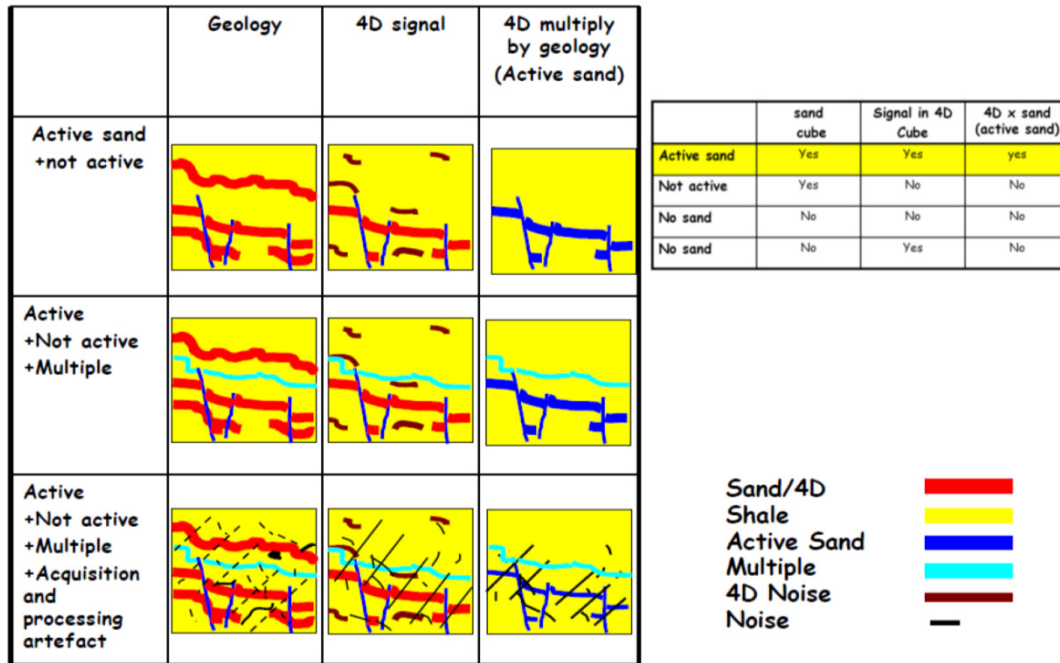 Geology
4D signal
4D multiply
by geology
(Active sand)
Active sand
+not active
Active
+Not active
+Multiple
Active
+Not active
+Multiple
+Acquisition
and
processing
artefact
sand
cube
Signal in 4D
Cube
4D x sand
(active sand)
Active sand Yes Yes yes
Not active Yes No No
No sand No No No
No sand No Yes No
Sand/4D
Shale
Active Sand
Multiple
4D Noise
Noise